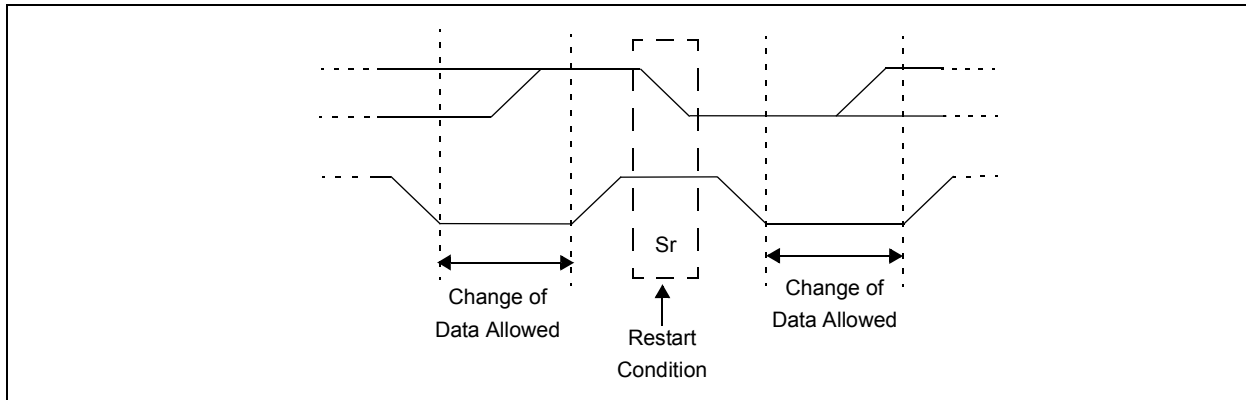 Sr
Change of
Data Allowed
Restart
Condition
Change of
Data Allowed